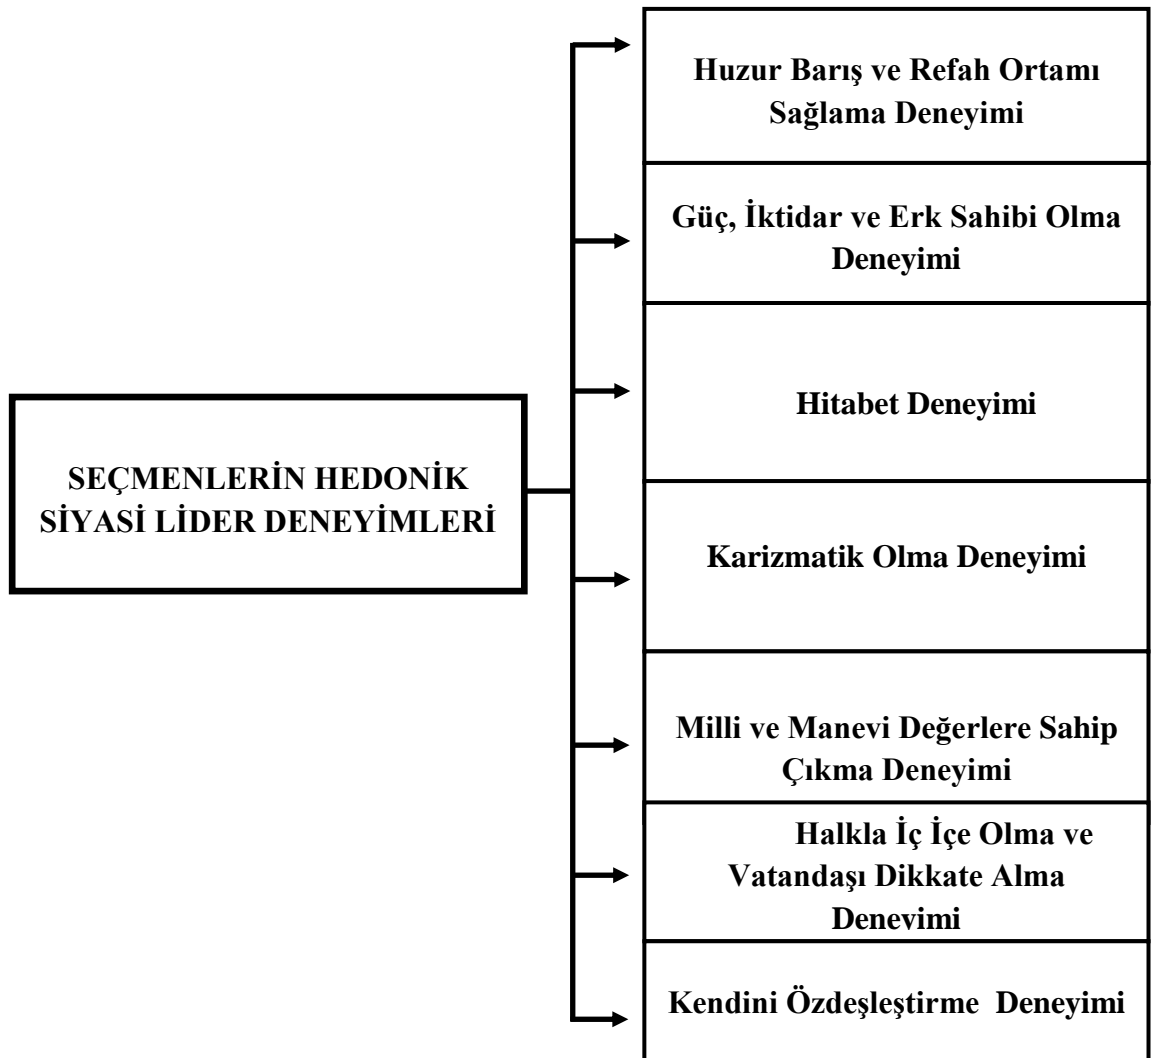 Huzur Barış ve Refah Ortamı
Sağlama Deneyimi
Güç, İktidar ve Erk Sahibi Olma
Deneyimi
Hitabet Deneyimi
SEÇMENLERİN HEDONİK
SİYASİ LİDER DENEYİMLERİ
Karizmatik Olma Deneyimi
Milli ve Manevi Değerlere Sahip
Çıkma Deneyimi
Halkla İç İçe Olma ve
Vatandaşı Dikkate Alma
Deneyimi
Kendini Özdeşleştirme Deneyimi